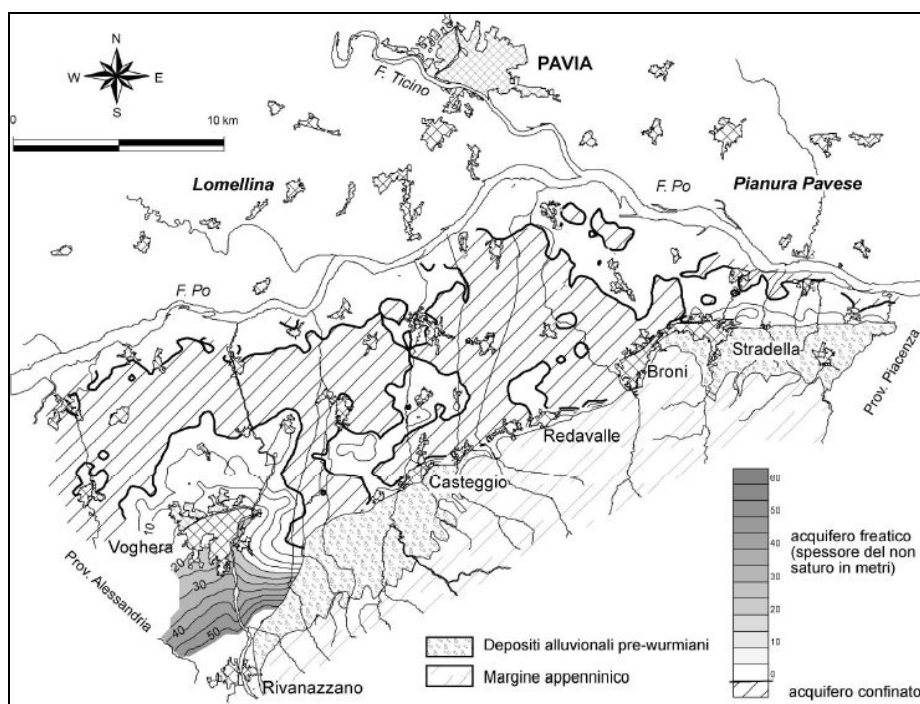 N
W E
S
PAVIA
F. Ticino
0 10 km
Lomellina
F. Po
Pianura Pavese
F. Po
Stradella
Broni
Prov. Piacenza
Redavalle
Casteggio
10
Voghera
20
30
40
50
Prov. Alessandria
Rivanazzano
Depositi alluvionali pre-wurmiani
Margine appenninico
60
50
40
30
20
10
0
acquifero freatico
(spessore del non
saturo in metri)
acquifero confinato